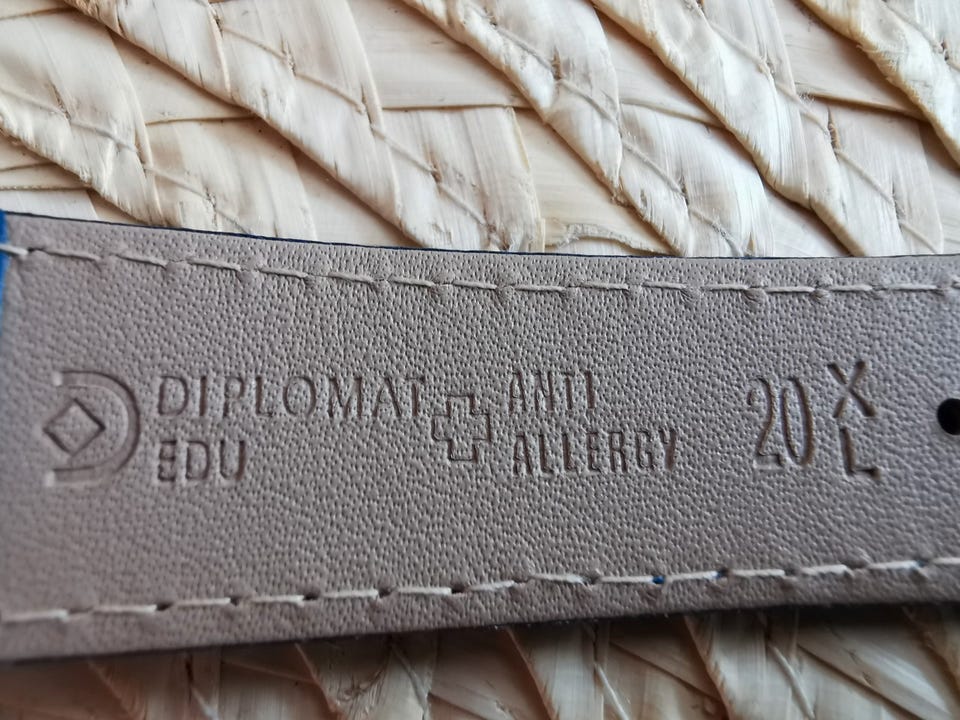 DIPLOMAT
EDU
ANTI
ALLERGY
20 XL